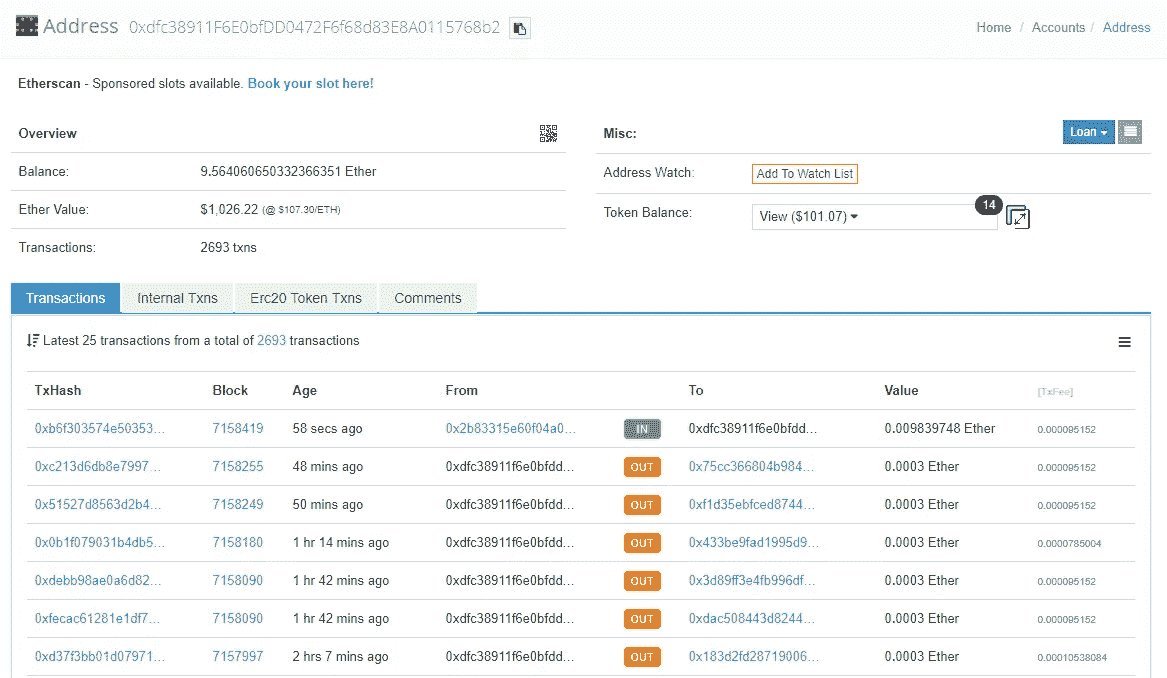 Address 0xdfc38911F6E0bfDD0472F6f68d83E8A0115768b2
Home / Accounts / Address
Etherscan - Sponsored slots available. Book your slot here!
Overview
Misc:
Loan
Balance: 9.564060650332366351 Ether
Address Watch: Add To Watch List
Ether Value: $1,026.22 (@ $107.30/ETH)
Token Balance: View ($101.07) 14
Transactions: 2693 txns
Transactions Internal Txns Erc20 Token Txns Comments
Latest 25 transactions from a total of 2693 transactions
TxHash Block Age From To Value [TxFee]
0xb6f303574e50353... 7158419 58 secs ago 0x2b83315e60f04a0... IN 0xdfc38911f6e0bfdd... 0.009839748 Ether 0.000095152
0xc213d6db8e7997... 7158255 48 mins ago 0xdfc38911f6e0bfdd... OUT 0x75cc366804b984... 0.0003 Ether 0.000095152
0x51527d8563d2b4... 7158249 50 mins ago 0xdfc38911f6e0bfdd... OUT 0xf1d35ebfced8744... 0.0003 Ether 0.000095152
0x0b1f079031b4db5... 7158180 1 hr 14 mins ago 0xdfc38911f6e0bfdd... OUT 0x433be9fad1995d9... 0.0003 Ether 0.0000785004
0xdebb98ae0a6d82... 7158090 1 hr 42 mins ago 0xdfc38911f6e0bfdd... OUT 0x3d89ff3e4fb996df... 0.0003 Ether 0.000095152
0xfecac61281e1df7... 7158090 1 hr 42 mins ago 0xdfc38911f6e0bfdd... OUT 0xdac508443d8244... 0.0003 Ether 0.000095152
0xd37f3bb01d07971... 7157997 2 hrs 7 mins ago 0xdfc38911f6e0bfdd... OUT 0x183d2fd28719006... 0.0003 Ether 0.00010538084